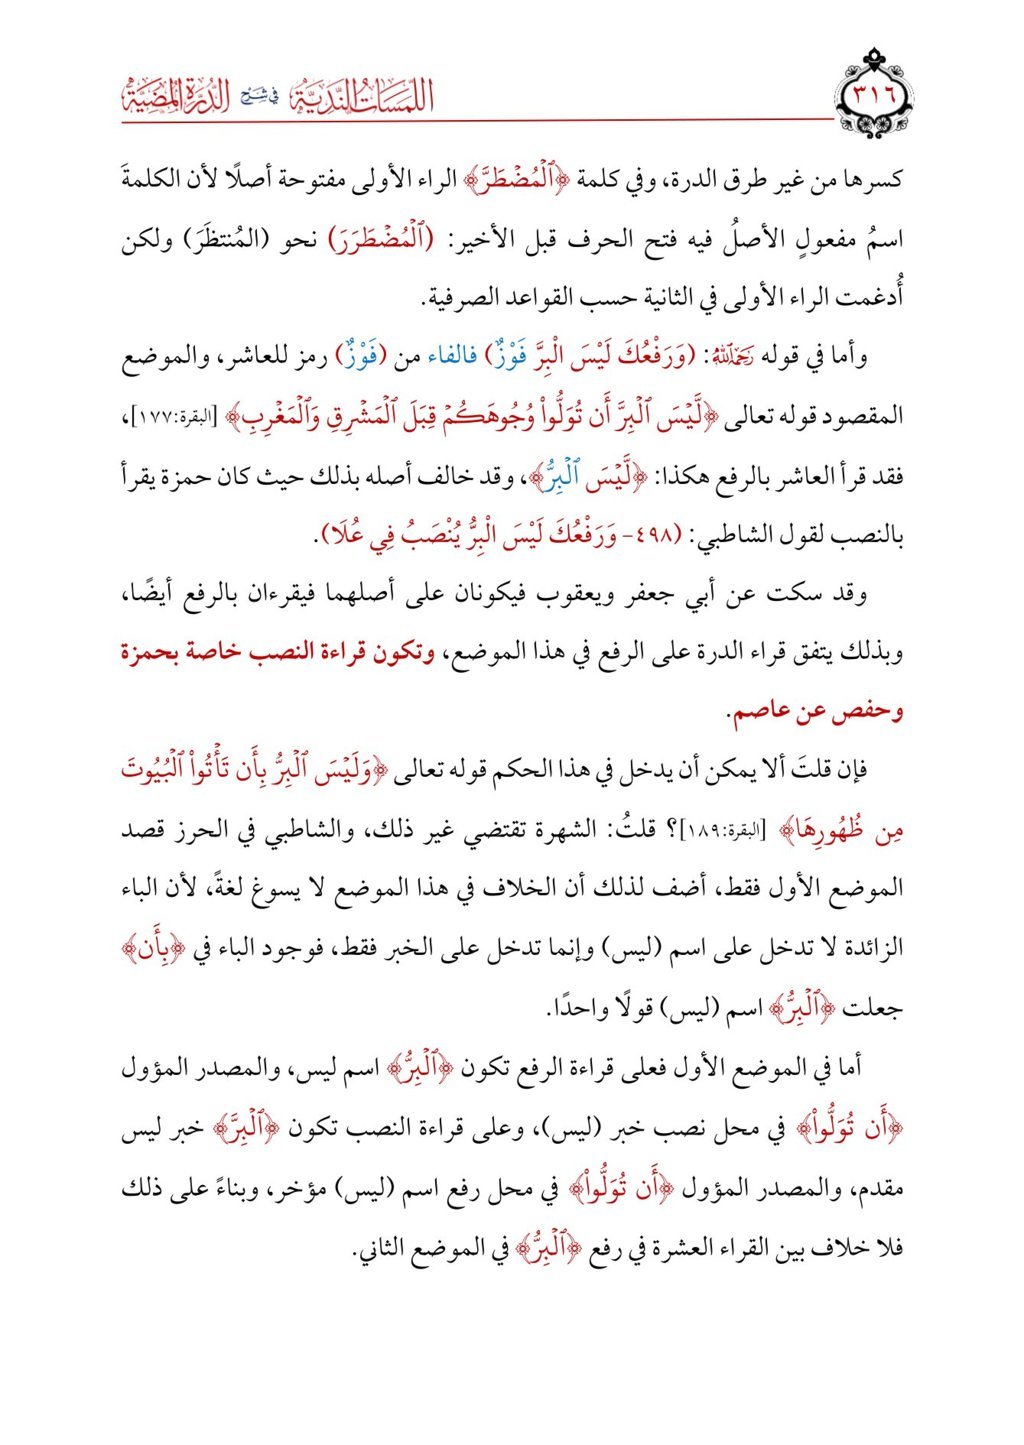 ٣١٦
اللمسات الندية في شرح الدرة المضية
كسرها من غير طرق الدرة، وفي كلمة ﴿ٱلۡمُضۡطَرَّ﴾ الراء الأولى مفتوحة أصلًا لأن الكلمةَ
اسمُ مفعولٍ الأصلُ فيه فتح الحرف قبل الأخير: (ٱلۡمُضۡطَرَرَ) نحو (المُنتظَرَ) ولكن
أُدغمت الراء الأولى في الثانية حسب القواعد الصرفية.
وأما في قوله رَحِمَهُ ٱللَّهُ: (وَرَفْعُكَ لَيْسَ الْبِرَّ فَوْزٌ) فالفاء من (فَوْزٌ) رمز للعاشر، والموضع
المقصود قوله تعالى ﴿لَّيۡسَ ٱلۡبِرَّ أَن تُوَلُّواْ وُجُوهَكُمۡ قِبَلَ ٱلۡمَشۡرِقِ وَٱلۡمَغۡرِبِ﴾ [البقرة:١٧٧]،
فقد قرأ العاشر بالرفع هكذا: ﴿لَّيۡسَ ٱلۡبِرُّ﴾، وقد خالف أصله بذلك حيث كان حمزة يقرأ
بالنصب لقول الشاطبي: (٤٩٨- وَرَفْعُكَ لَيْسَ الْبِرُّ يُنْصَبُ فِي عُلَا).
وقد سكت عن أبي جعفر ويعقوب فيكونان على أصلهما فيقرءان بالرفع أيضًا،
وبذلك يتفق قراء الدرة على الرفع في هذا الموضع، وتكون قراءة النصب خاصة بحمزة
وحفص عن عاصم.
فإن قلتَ ألا يمكن أن يدخل في هذا الحكم قوله تعالى ﴿وَلَيۡسَ ٱلۡبِرُّ بِأَن تَأۡتُواْ ٱلۡبُيُوتَ
مِن ظُهُورِهَا﴾ [البقرة:١٨٩]؟ قلتُ: الشهرة تقتضي غير ذلك، والشاطبي في الحرز قصد
الموضع الأول فقط، أضف لذلك أن الخلاف في هذا الموضع لا يسوغ لغةً، لأن الباء
الزائدة لا تدخل على اسم (ليس) وإنما تدخل على الخبر فقط، فوجود الباء في ﴿بِأَن﴾
جعلت ﴿ٱلۡبِرُّ﴾ اسم (ليس) قولًا واحدًا.
أما في الموضع الأول فعلى قراءة الرفع تكون ﴿ٱلۡبِرُّ﴾ اسم ليس، والمصدر المؤول
﴿أَن تُوَلُّواْ﴾ في محل نصب خبر (ليس)، وعلى قراءة النصب تكون ﴿ٱلۡبِرَّ﴾ خبر ليس
مقدم، والمصدر المؤول ﴿أَن تُوَلُّواْ﴾ في محل رفع اسم (ليس) مؤخر، وبناءً على ذلك
فلا خلاف بين القراء العشرة في رفع ﴿ٱلۡبِرُّ﴾ في الموضع الثاني.